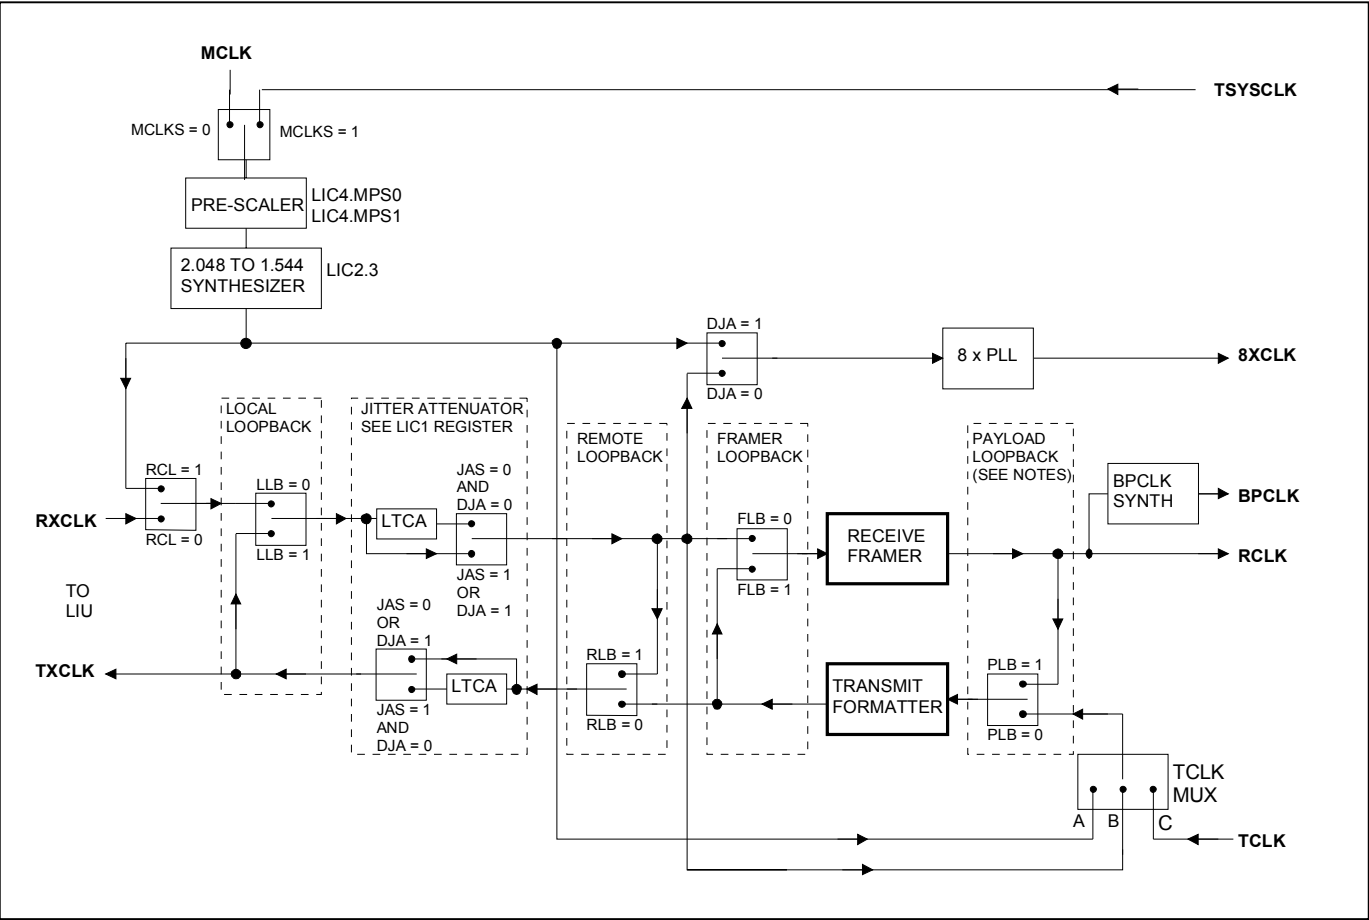 MCLK
TSYSCLK
MCLKS = 0
MCLKS = 1
PRE-SCALER
LIC4.MPS0
LIC4.MPS1
2.048 TO 1.544
SYNTHESIZER
LIC2.3
DJA = 1
DJA = 0
8 x PLL
8XCLK
LOCAL
LOOPBACK
JITTER ATTENUATOR
SEE LIC1 REGISTER
REMOTE
LOOPBACK
FRAMER
LOOPBACK
PAYLOAD
LOOPBACK
(SEE NOTES)
RCL = 1
RCL = 0
RXCLK
LLB = 0
LLB = 1
LTCA
JAS = 0
AND
DJA = 0
JAS = 1
OR
DJA = 1
FLB = 0
FLB = 1
RECEIVE
FRAMER
BPCLK
SYNTH
BPCLK
RCLK
TO
LIU
TXCLK
JAS = 0
OR
DJA = 1
LTCA
JAS = 1
AND
DJA = 0
RLB = 1
RLB = 0
TRANSMIT
FORMATTER
PLB = 1
PLB = 0
TCLK
MUX
A
B
C
TCLK